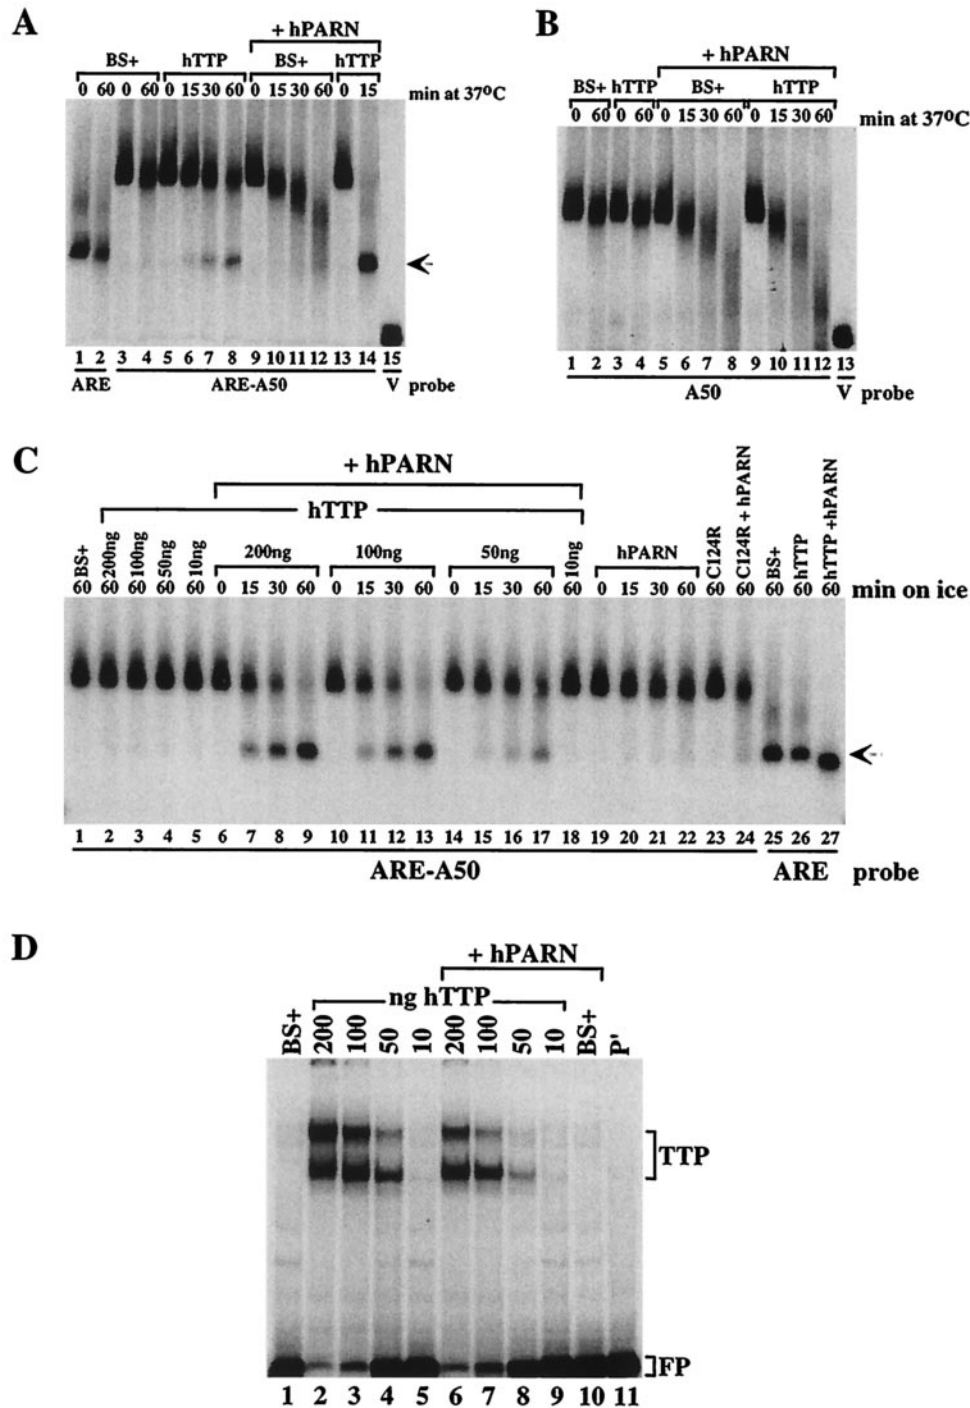 A
+ hPARN
BS+ hTTP BS+ hTTP
0 60 0 60 0 15 30 60 0 15 30 60 0 15 min at 37ºC
1 2 3 4 5 6 7 8 9 10 11 12 13 14 15
ARE ARE-A50 V probe
B
+ hPARN
BS+ hTTP BS+ hTTP
0 60 0 60 0 15 30 60 0 15 30 60 min at 37ºC
1 2 3 4 5 6 7 8 9 10 11 12 13
A50 V probe
C
+ hPARN
hTTP
BS+ 200ng 100ng 50ng 10ng 200ng 100ng 50ng 10ng hPARN C124R C124R + hPARN BS+ hTTP hTTP +hPARN
60 60 60 60 60 0 15 30 60 0 15 30 60 0 15 30 60 60 0 15 30 60 60 60 60 60 60 min on ice
1 2 3 4 5 6 7 8 9 10 11 12 13 14 15 16 17 18 19 20 21 22 23 24 25 26 27
ARE-A50 ARE probe
D
+ hPARN
ng hTTP
BS+ 200 100 50 10 200 100 50 10 BS+ P'
TTP
FP
1 2 3 4 5 6 7 8 9 10 11